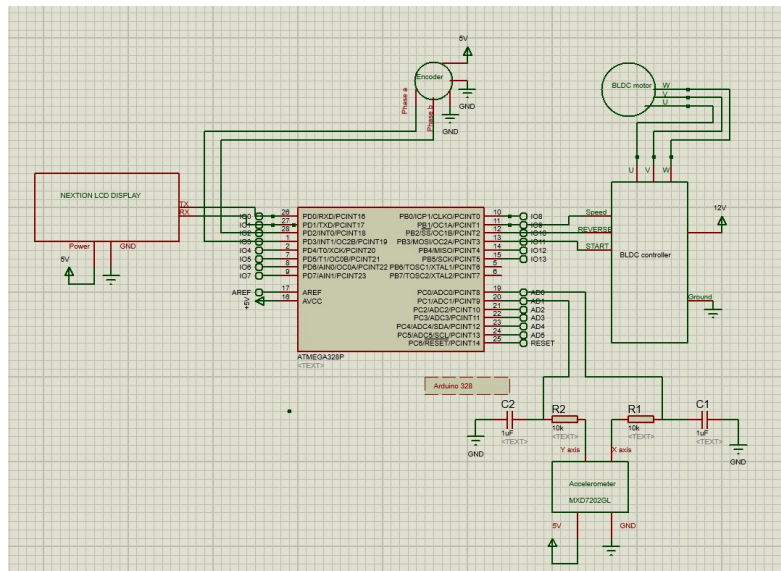 5V
Encoder
GND
GND
Phase a
Phase b
BLDC motor
W
V
U
NEXTION LCD DISPLAY
TX
RX
Power
GND
5V
IO0
IO1
IO2
IO3
IO4
IO5
IO6
IO7
AREF
+5V
26
27
28
1
2
7
8
9
17
16
PD0/RXD/PCINT16
PD1/TXD/PCINT17
PD2/INT0/PCINT18
PD3/INT1/OC2B/PCINT19
PD4/T0/XCK/PCINT20
PD5/T1/OC0B/PCINT21
PD6/AIN0/OC0A/PCINT22
PD7/AIN1/PCINT23
AREF
AVCC
PB0/ICP1/CLKO/PCINT0
PB1/OC1A/PCINT1
PB2/SS/OC1B/PCINT2
PB3/MOSI/OC2A/PCINT3
PB4/MISO/PCINT4
PB5/SCK/PCINT5
PB6/TOSC1/XTAL1/PCINT6
PB7/TOSC2/XTAL2/PCINT7
PC0/ADC0/PCINT8
PC1/ADC1/PCINT9
PC2/ADC2/PCINT10
PC3/ADC3/PCINT11
PC4/ADC4/SDA/PCINT12
PC5/ADC5/SCL/PCINT13
PC6/RESET/PCINT14
10
11
12
13
14
15
5
6
19
20
21
22
23
24
25
IO8
IO9
IO10
IO11
IO12
IO13
AD0
AD1
AD2
AD3
AD4
AD5
RESET
ATMEGA328P
<TEXT>
Speed
REVERSE
START
U
V
W
BLDC controller
12V
Ground
Arduino 328
C2
1uF
<TEXT>
R2
10k
<TEXT>
R1
10k
<TEXT>
C1
1uF
<TEXT>
GND
GND
Y axis
X axis
Accelerometer
MXD7202GL
5V
GND